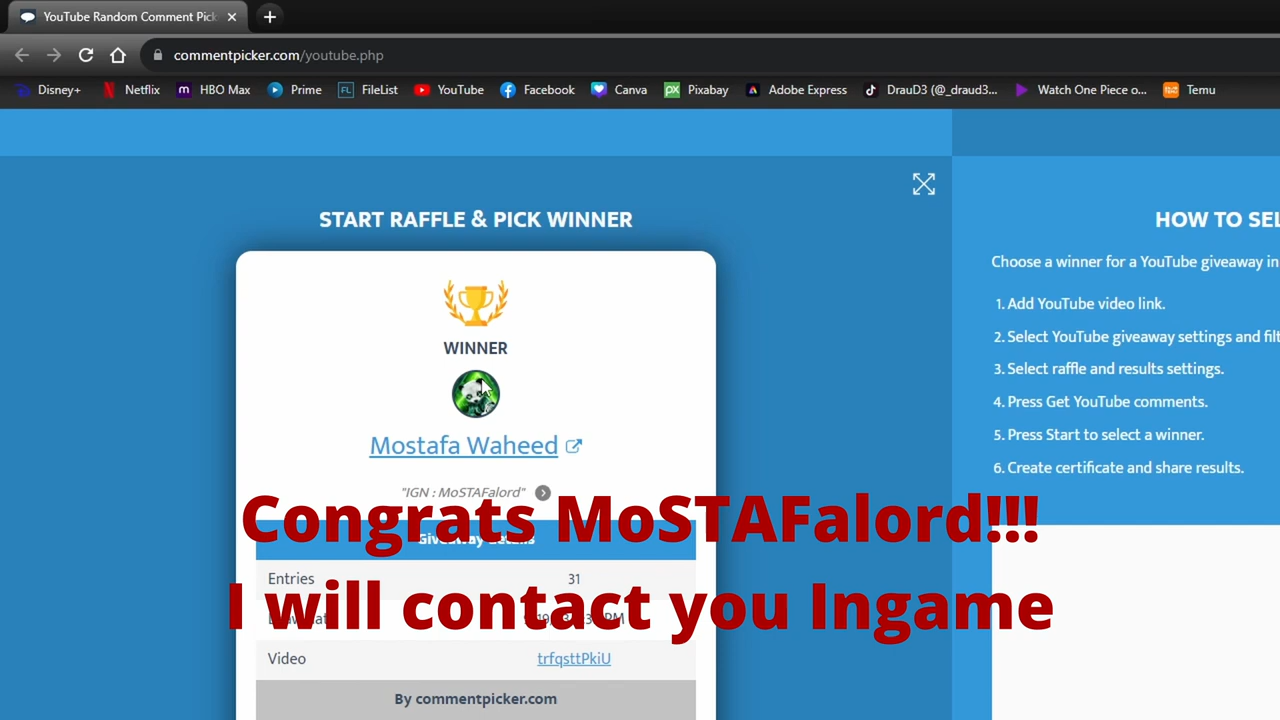 YouTube Random Comment Pick
commentpicker.com/youtube.php
Disney+ Netflix HBO Max Prime FileList YouTube Facebook Canva Pixabay Adobe Express DrauD3 (@_draud3... Watch One Piece o... Temu
START RAFFLE & PICK WINNER
WINNER
Mostafa Waheed
"IGN : MoSTAFalord"
Congrats MoSTAFalord!!!
Giveaway details
Entries 31
I will contact you Ingame
Video trfqsttPkiU
By commentpicker.com
HOW TO SEL
Choose a winner for a YouTube giveaway in
1. Add YouTube video link.
2. Select YouTube giveaway settings and filt
3. Select raffle and results settings.
4. Press Get YouTube comments.
5. Press Start to select a winner.
6. Create certificate and share results.